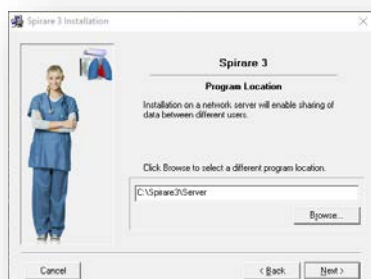 Spirare 3 Installation
Spirare 3
Program Location
Installation on a network server will enable sharing of
data between different users.
Click Browse to select a different program location.
C:\Spirare3\Server
Browse...
Cancel
< Back
Next >